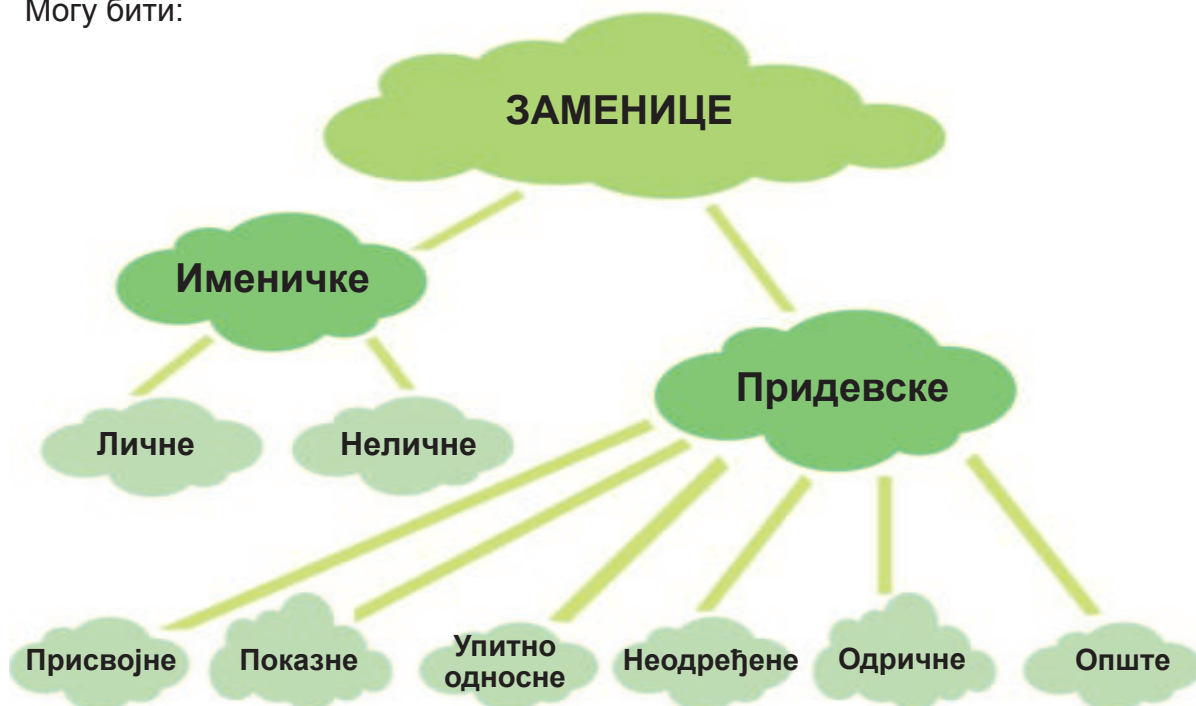 Могу бити:
ЗАМЕНИЦЕ
Именичке
Придевске
Личне
Неличне
Присвојне
Показне
Упитно
односне
Неодређене
Одричне
Опште